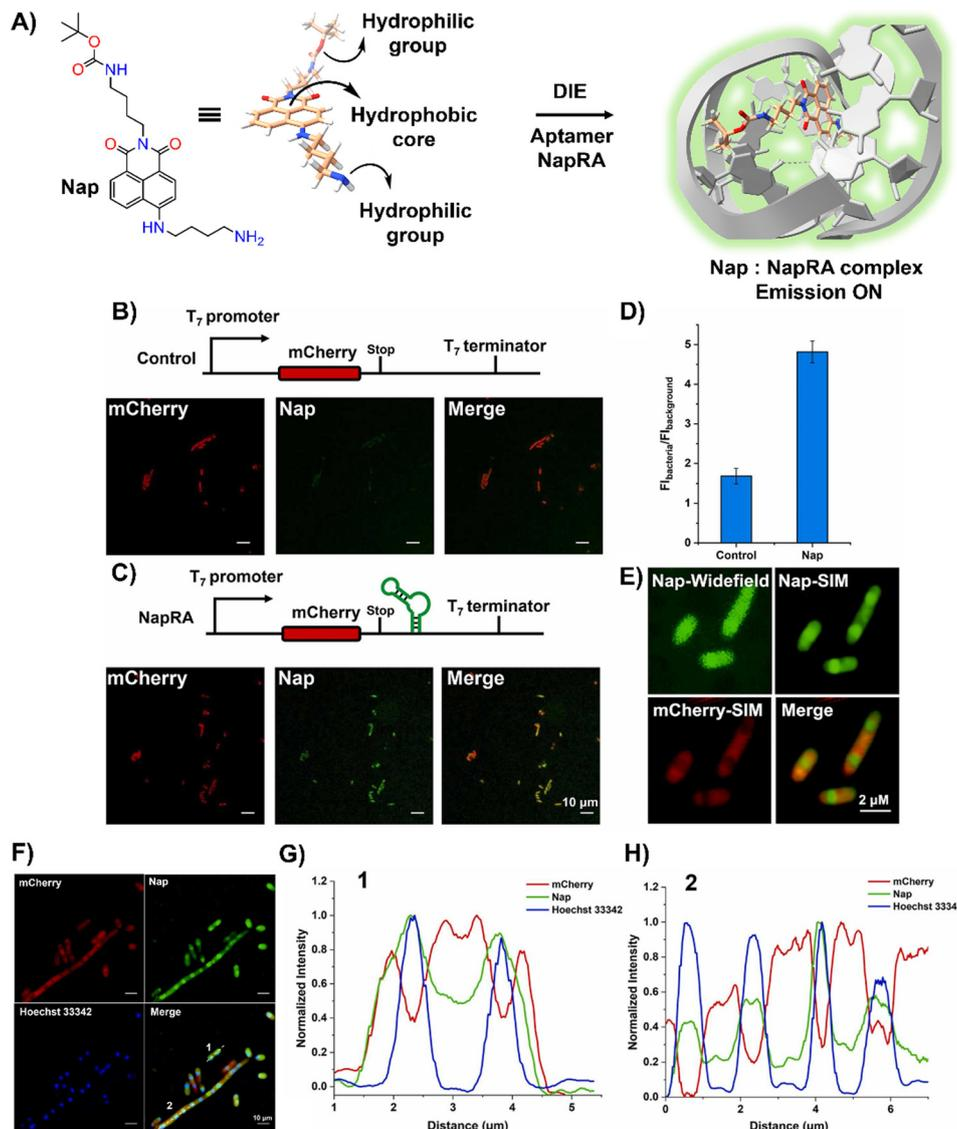 A)
O
O
NH
N
O
O
Nap
HN
NH2
≡
Hydrophilic
group
Hydrophobic
core
Hydrophilic
group
DIE
Aptamer
NapRA
Nap : NapRA complex
Emission ON
B)
T7 promoter
Control
mCherry
Stop
T7 terminator
mCherry
Nap
Merge
C)
T7 promoter
NapRA
mCherry
Stop
T7 terminator
mCherry
Nap
Merge
10 µm
D)
FIbacteria/FIbackground
5
4
3
2
1
0
Control
Nap
E)
Nap-Widefield
Nap-SIM
mCherry-SIM
Merge
2 µM
F)
mCherry
Nap
Hoechst 33342
Merge
1
2
10 µm
G)
1
mCherry
Nap
Hoechst 33342
Normalized Intensity
1.2
1.0
0.8
0.6
0.4
0.2
0.0
1 2 3 4 5
Distance (µm)
H)
2
mCherry
Nap
Hoechst 3334
Normalized Intensity
1.2
1.0
0.8
0.6
0.4
0.2
0.0
0 2 4 6
Distance (µm)